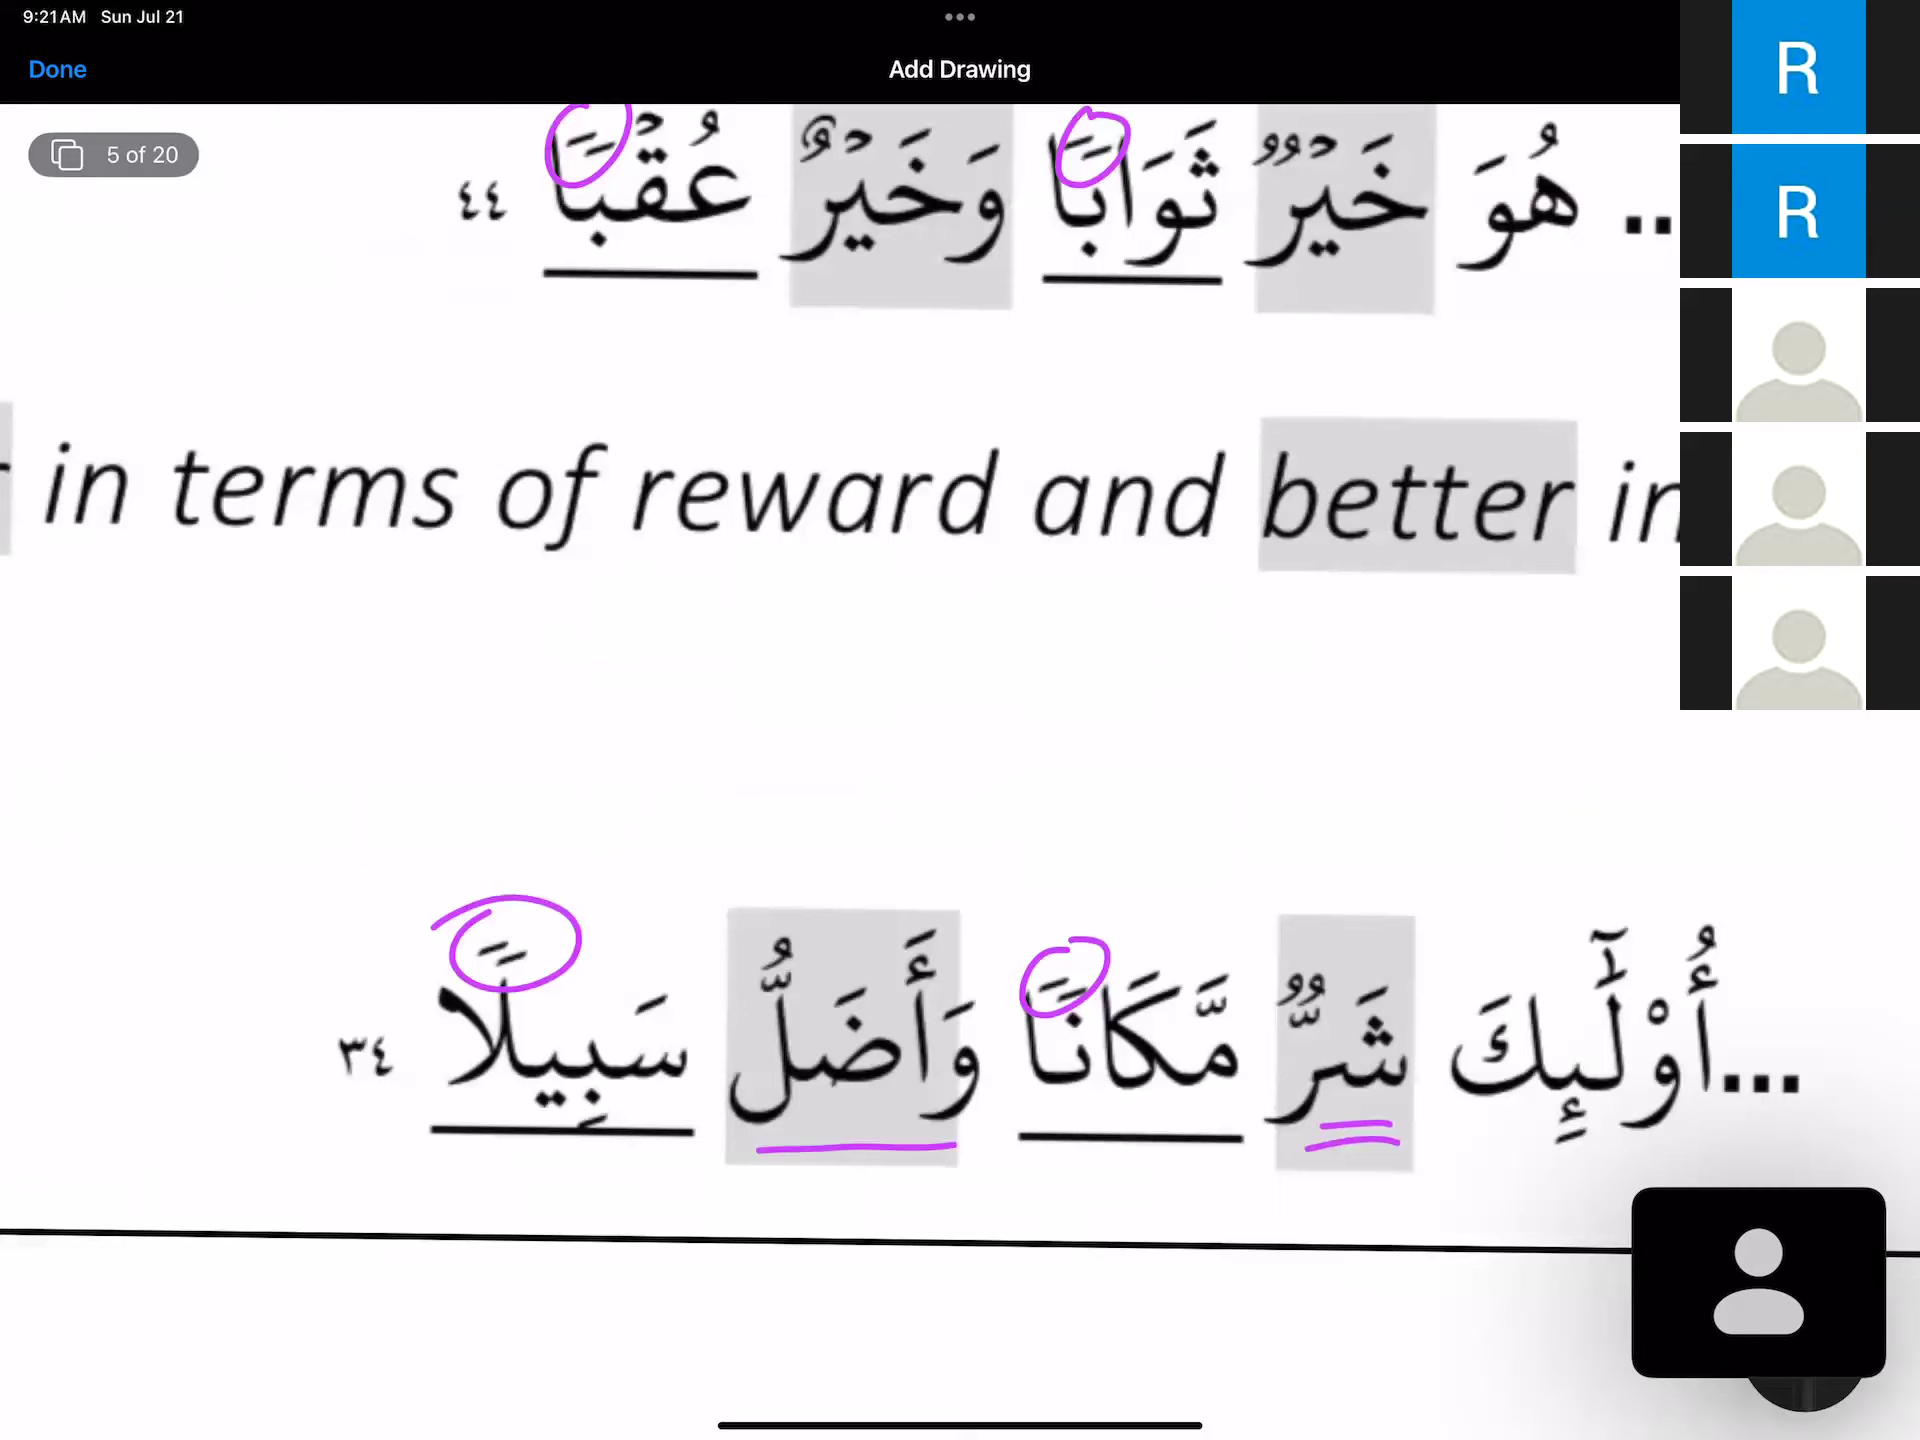 9:21AM Sun Jul 21
Done
Add Drawing
5 of 20
.. هُوَ خَيْرٌ ثَوَابًا وَخَيْرٌ عُقْبًا ٤٤
in terms of reward and better in
...أُوْلَٰٓئِكَ شَرٌّ مَّكَانًا وَأَضَلُّ سَبِيلًا ٣٤
R
R